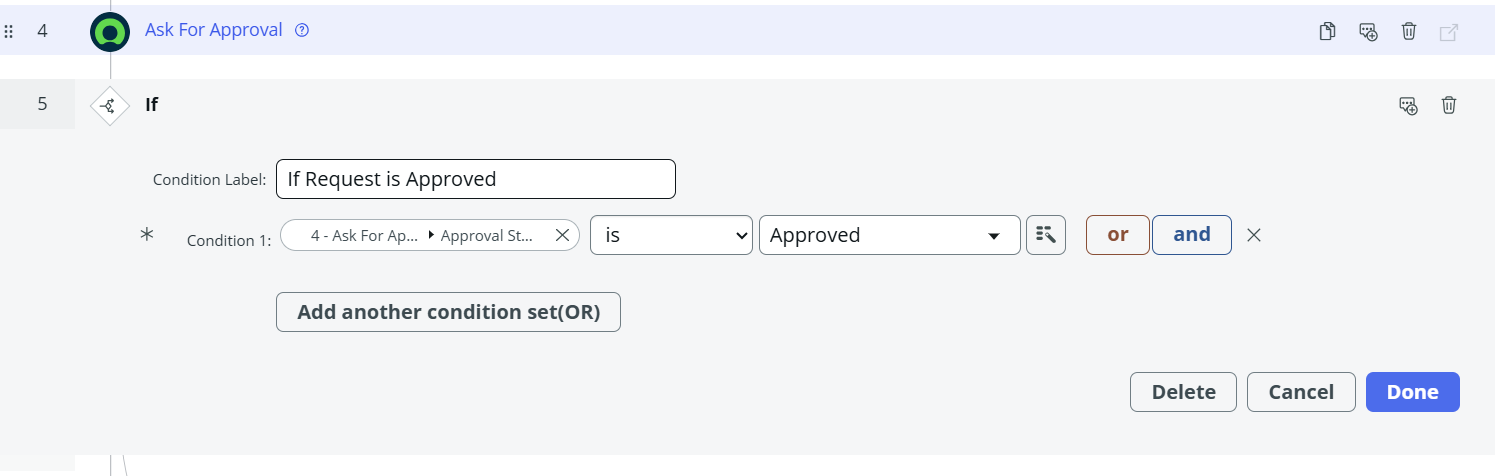 4 Ask For Approval
5 If
Condition Label: If Request is Approved
* Condition 1: 4 - Ask For Ap... Approval St... is Approved or and
Add another condition set(OR)
Delete Cancel Done